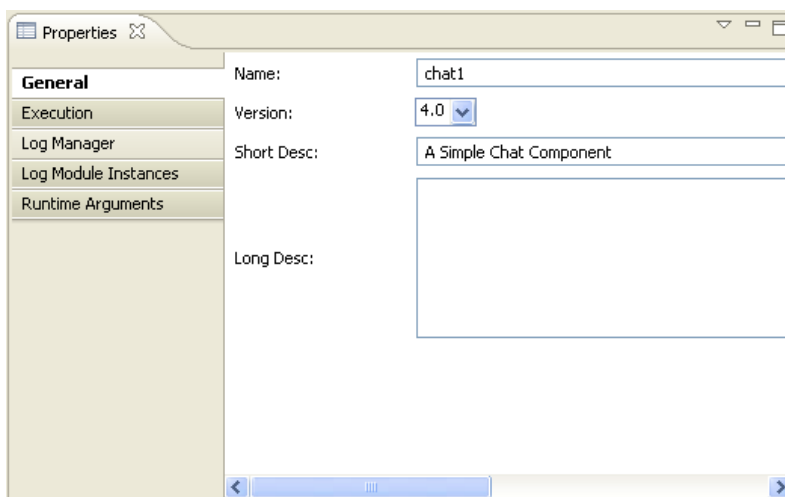 Properties
General
Execution
Log Manager
Log Module Instances
Runtime Arguments
Name: chat1
Version: 4.0
Short Desc: A Simple Chat Component
Long Desc: